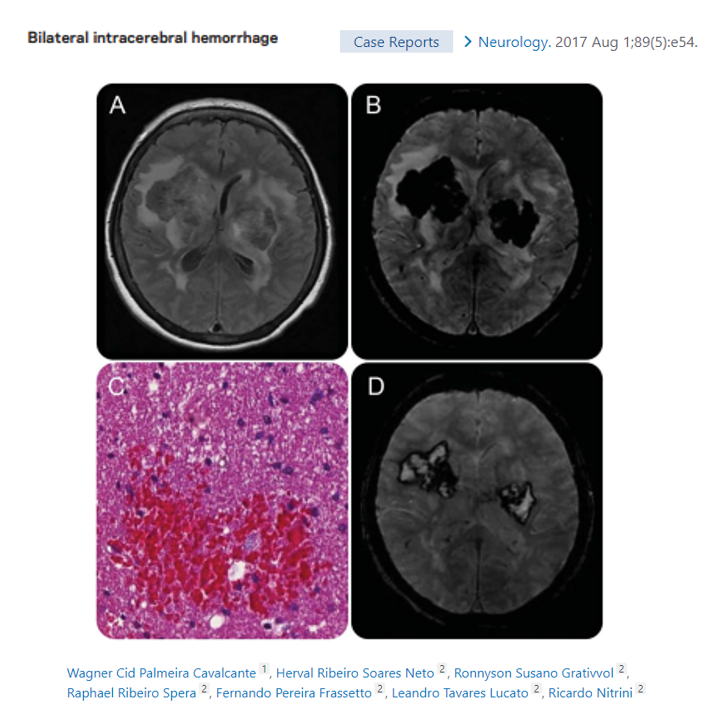 Bilateral intracerebral hemorrhage
Case Reports > Neurology. 2017 Aug 1;89(5):e54.
A
B
C
D
Wagner Cid Palmeira Cavalcante 1, Herval Ribeiro Soares Neto 2, Ronnyson Susano Grativvol 2,
Raphael Ribeiro Spera 2, Fernando Pereira Frassetto 2, Leandro Tavares Lucato 2, Ricardo Nitrini 2